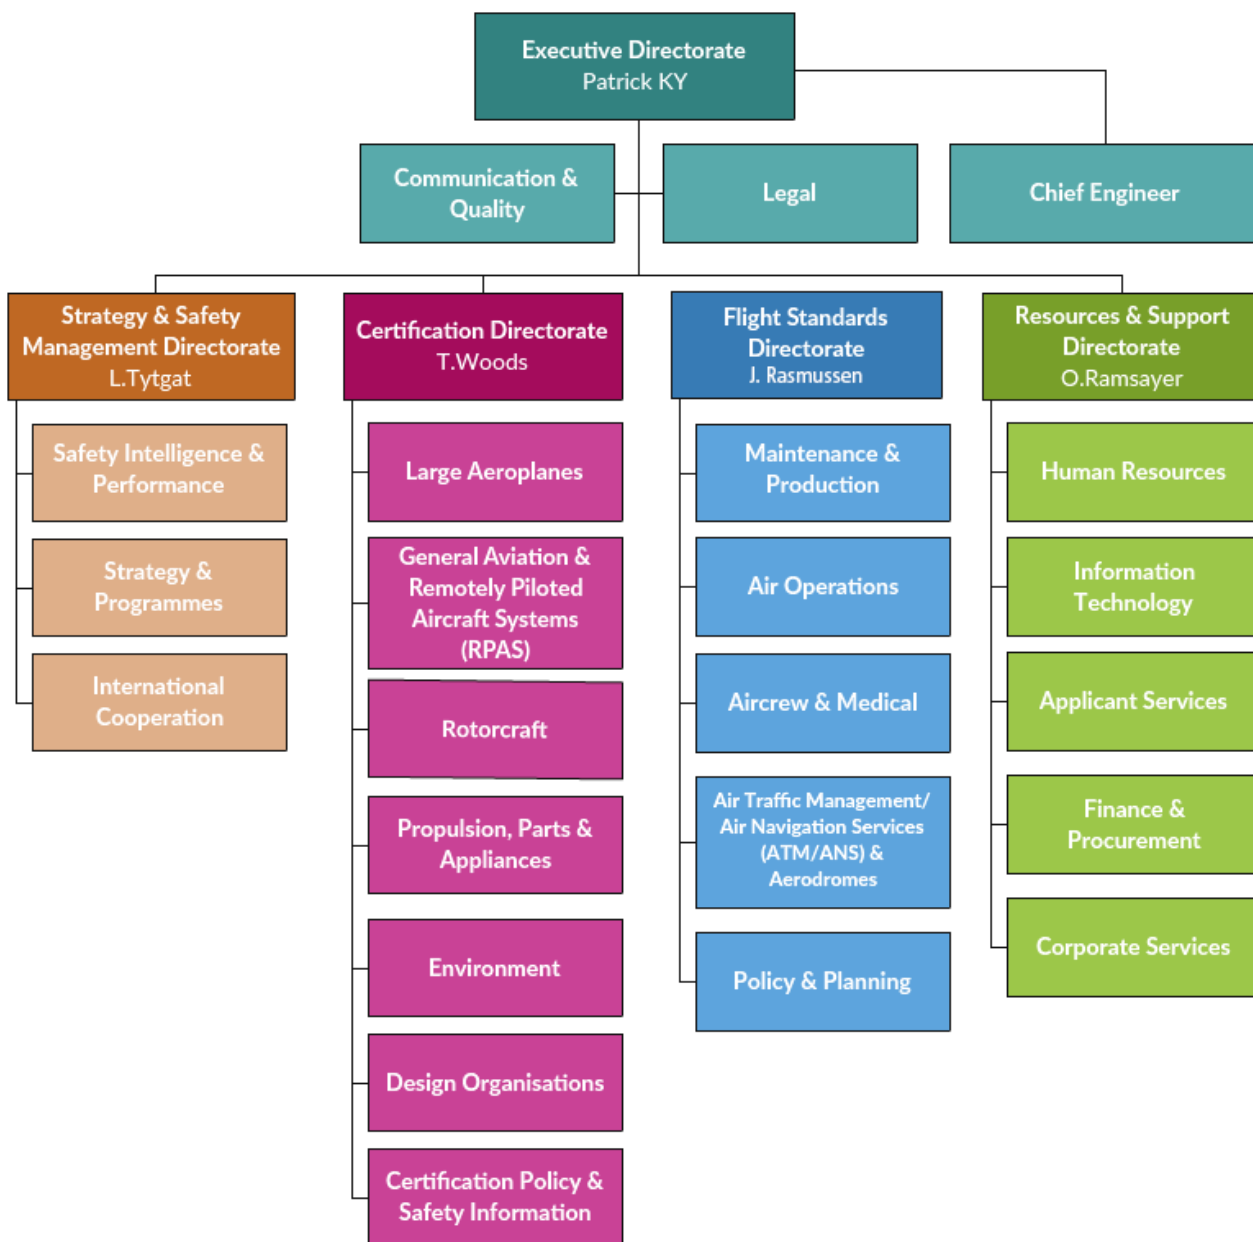 Executive Directorate
Patrick KY
Communication &
Quality
Legal
Chief Engineer
Strategy & Safety
Management Directorate
L.Tytgat
Safety Intelligence &
Performance
Strategy &
Programmes
International
Cooperation
Certification Directorate
T.Woods
Large Aeroplanes
General Aviation &
Remotely Piloted
Aircraft Systems
(RPAS)
Rotorcraft
Propulsion, Parts &
Appliances
Environment
Design Organisations
Certification Policy &
Safety Information
Flight Standards
Directorate
J. Rasmussen
Maintenance &
Production
Air Operations
Aircrew & Medical
Air Traffic Management/
Air Navigation Services
(ATM/ANS) &
Aerodromes
Policy & Planning
Resources & Support
Directorate
O.Ramsayer
Human Resources
Information
Technology
Applicant Services
Finance &
Procurement
Corporate Services